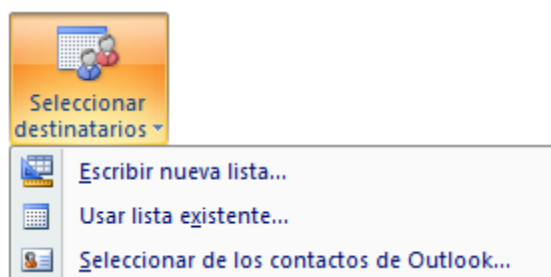 Seleccionar
destinatarios
Escribir nueva lista...
Usar lista existente...
Seleccionar de los contactos de Outlook...